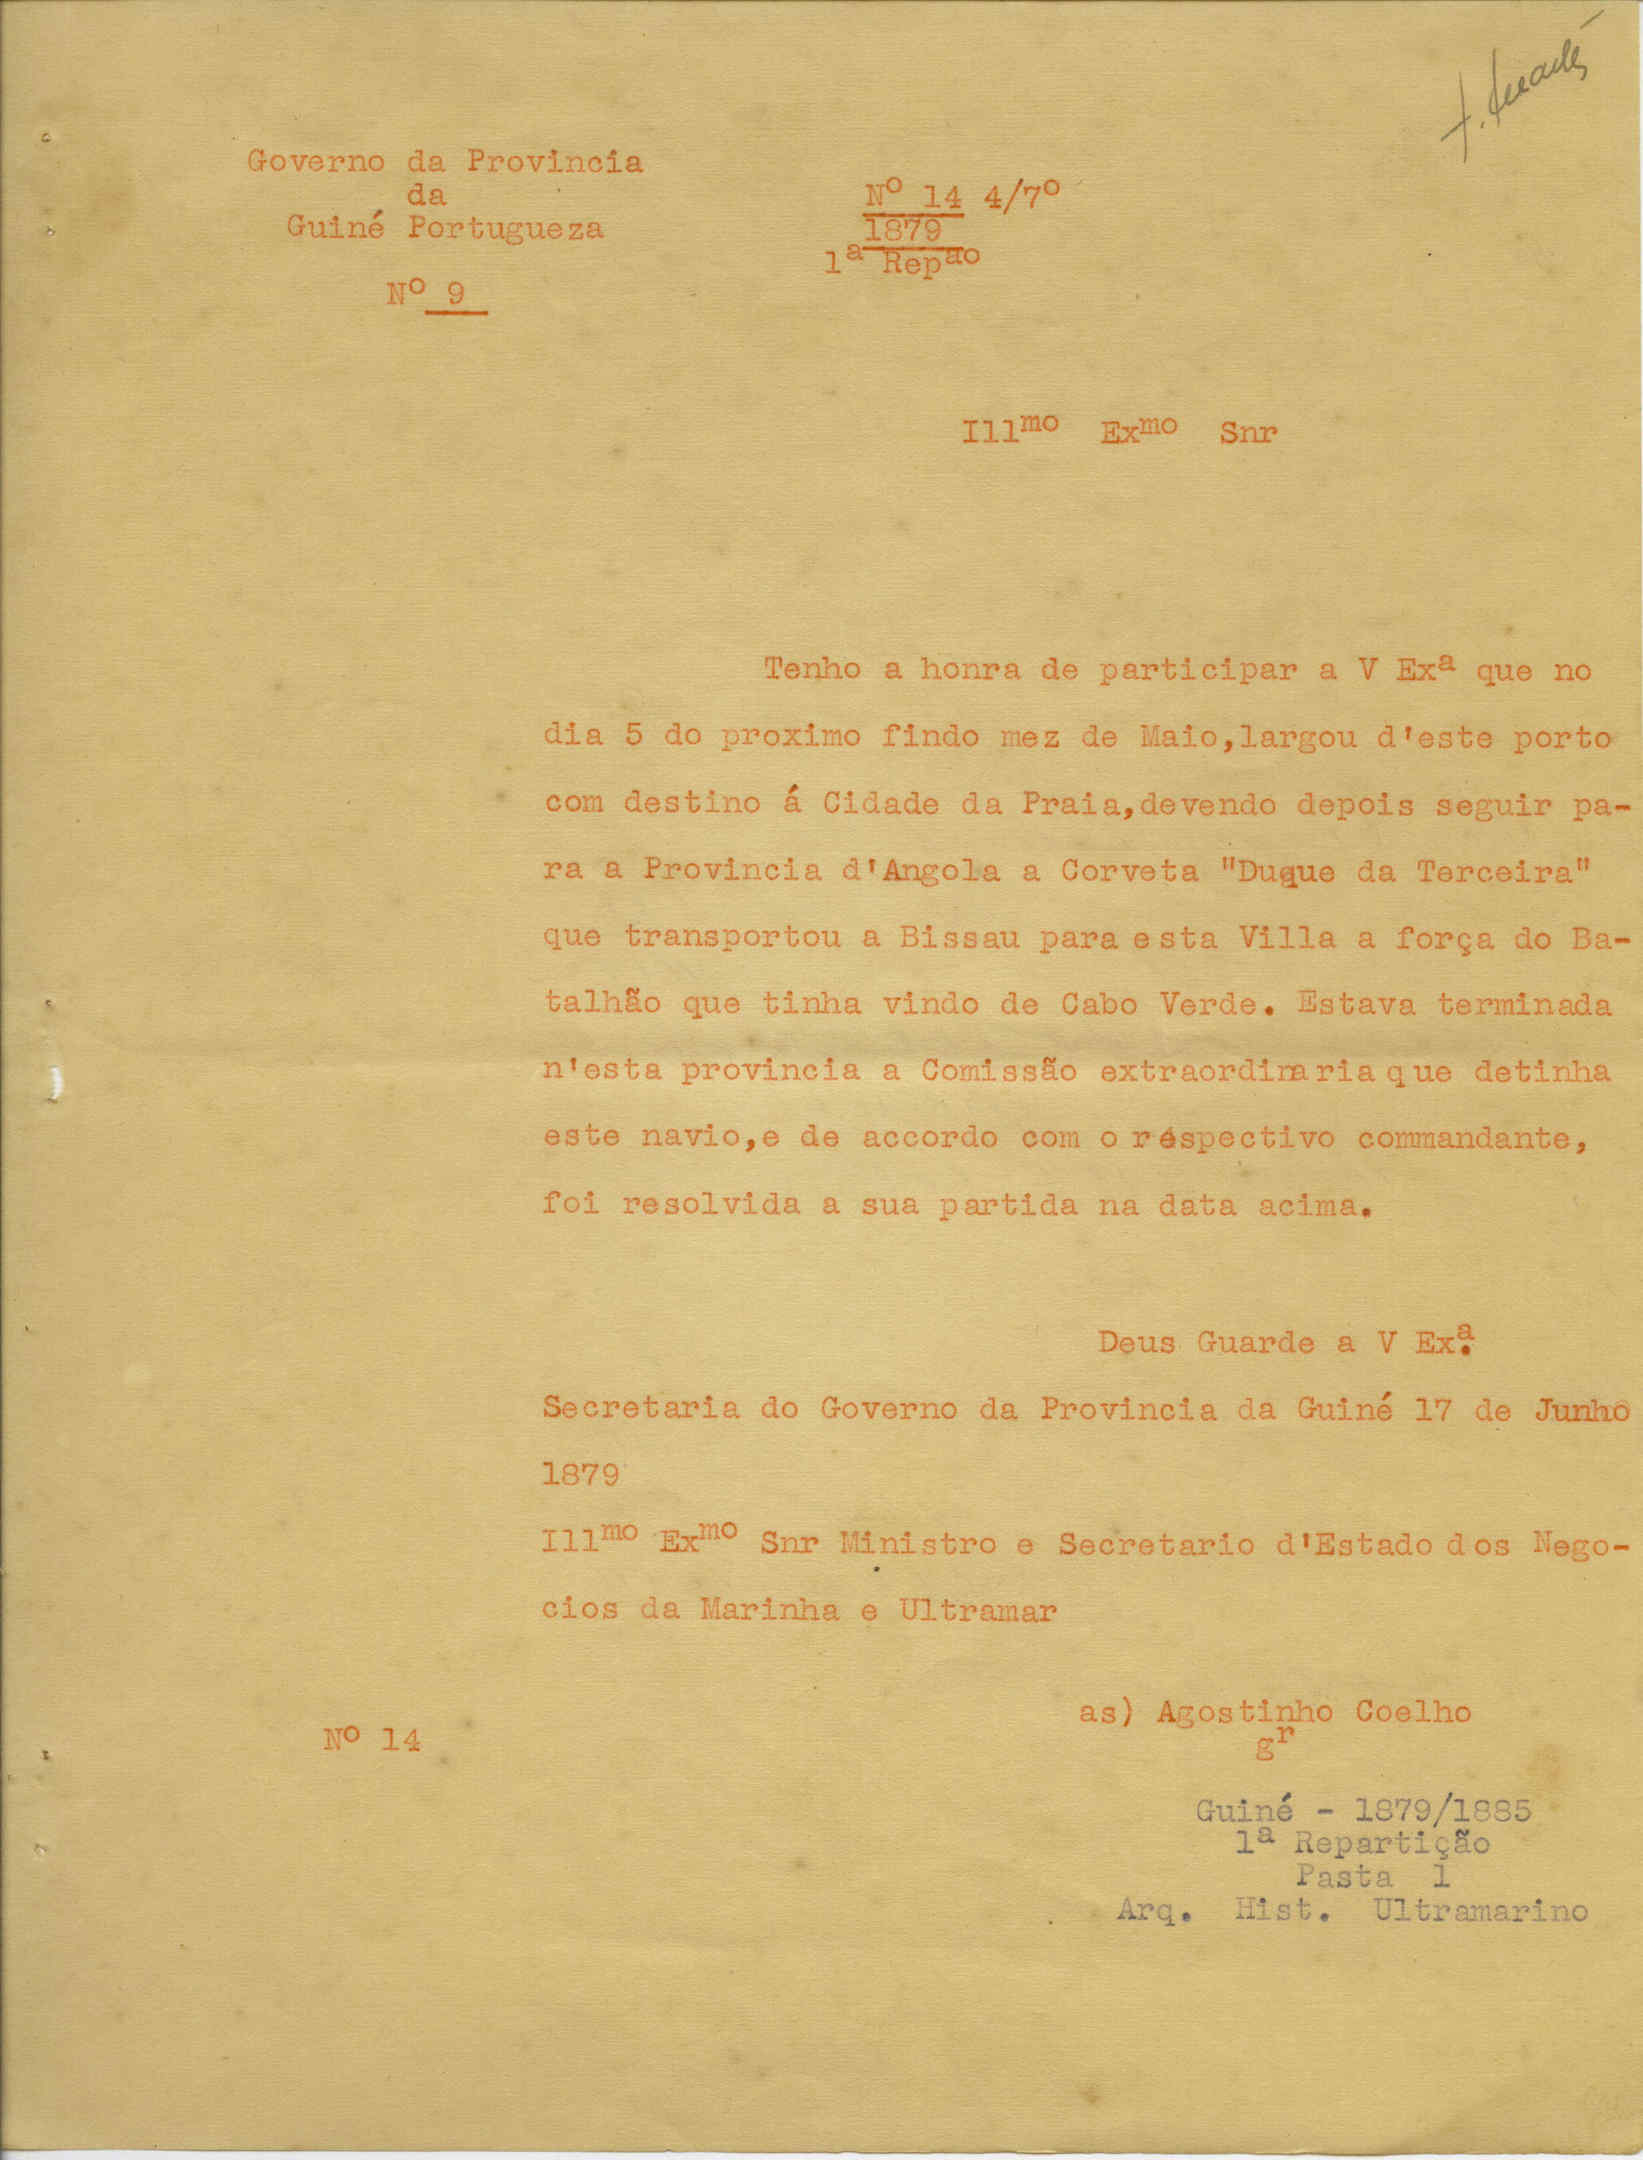 Governo da Provincia
da
Guiné Portugueza
Nº 9
Nº 14 4/7º
1879
1ª Repᵃᵒ
Illᵐᵒ Exᵐᵒ Snr
Tenho a honra de participar a V Exª que no
dia 5 do proximo findo mez de Maio,largou d'este porto
com destino á Cidade da Praia,devendo depois seguir pa-
ra a Provincia d'Angola a Corveta "Duque da Terceira"
que transportou a Bissau para esta Villa a força do Ba-
talhão que tinha vindo de Cabo Verde. Estava terminada
n'esta provincia a Comissão extraordinaria que detinha
este navio,e de accordo com o respectivo commandante,
foi resolvida a sua partida na data acima.
Deus Guarde a V Exª.
Secretaria do Governo da Provincia da Guiné 17 de Junho
1879
Illᵐᵒ Exᵐᵒ Snr Ministro e Secretario d'Estado dos Nego-
cios da Marinha e Ultramar
as) Agostinho Coelho
gʳ
Nº 14
Guiné - 1879/1885
1ª Repartição
Pasta 1
Arq. Hist. Ultramarino